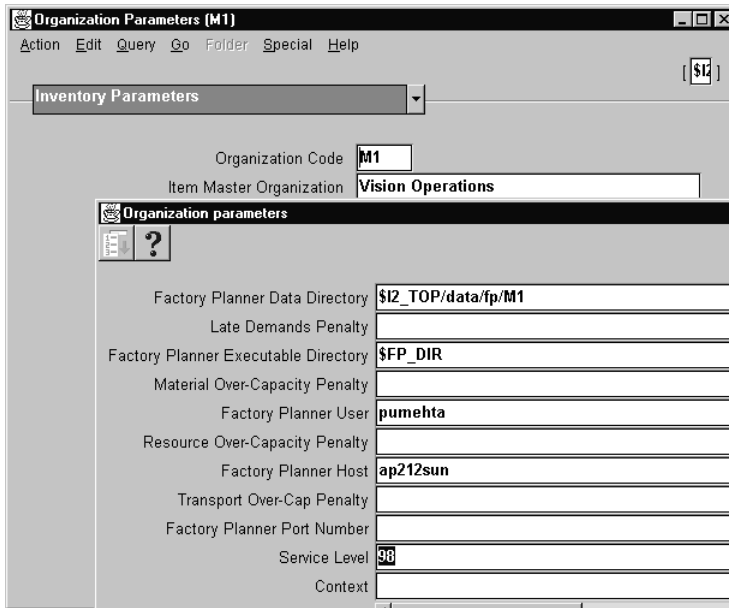 Organization Parameters (M1)
Action Edit Query Go Folder Special Help
[ $I2 ]
Inventory Parameters
Organization Code M1
Item Master Organization Vision Operations
Organization parameters
?
Factory Planner Data Directory $I2_TOP/data/fp/M1
Late Demands Penalty
Factory Planner Executable Directory $FP_DIR
Material Over-Capacity Penalty
Factory Planner User pumehta
Resource Over-Capacity Penalty
Factory Planner Host ap212sun
Transport Over-Cap Penalty
Factory Planner Port Number
Service Level 98
Context